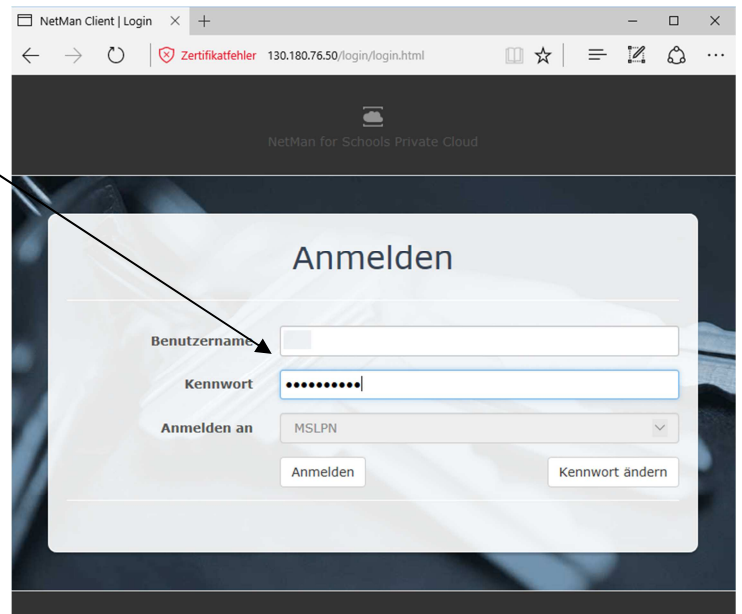 NetMan Client | Login
Zertifikatfehler 130.180.76.50/login/login.html
NetMan for Schools Private Cloud
Anmelden
Benutzername
Kennwort ••••••••••
Anmelden an MSLPN
Anmelden Kennwort ändern